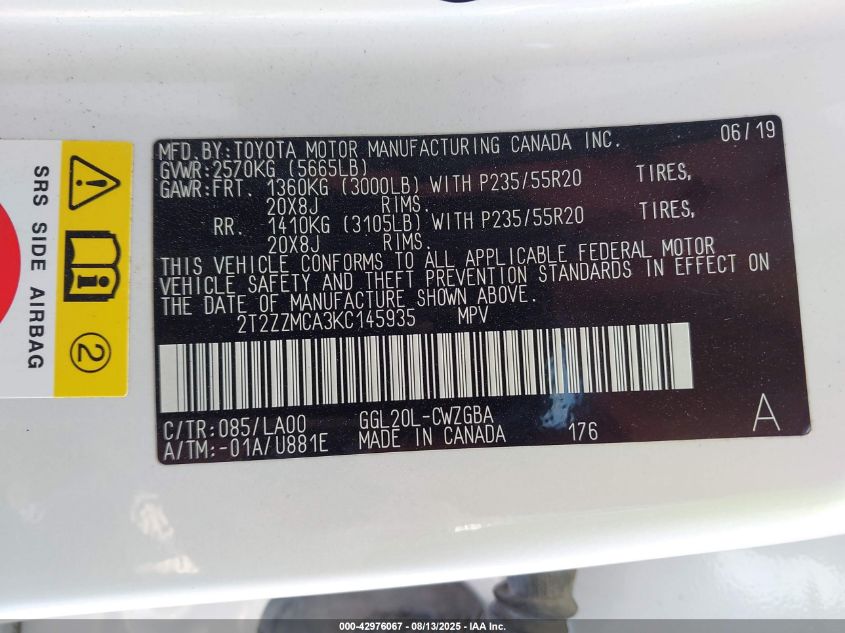 SRS SIDE AIRBAG
2
MFD.BY:TOYOTA MOTOR MANUFACTURING CANADA INC. 06/19
GVWR:2570KG (5665LB)
GAWR:FRT. 1360KG (3000LB) WITH P235/55R20 TIRES,
20X8J RIMS.
RR. 1410KG (3105LB) WITH P235/55R20 TIRES,
20X8J RIMS.
THIS VEHICLE CONFORMS TO ALL APPLICABLE FEDERAL MOTOR
VEHICLE SAFETY AND THEFT PREVENTION STANDARDS IN EFFECT ON
THE DATE OF MANUFACTURE SHOWN ABOVE.
2T2ZZMCA3KC145935 MPV
C/TR:085/LA00 GGL20L-CWZGBA
A/TM:-01A/U881E MADE IN CANADA 176 A
000-42976067 - 08/13/2025 - IAA Inc.